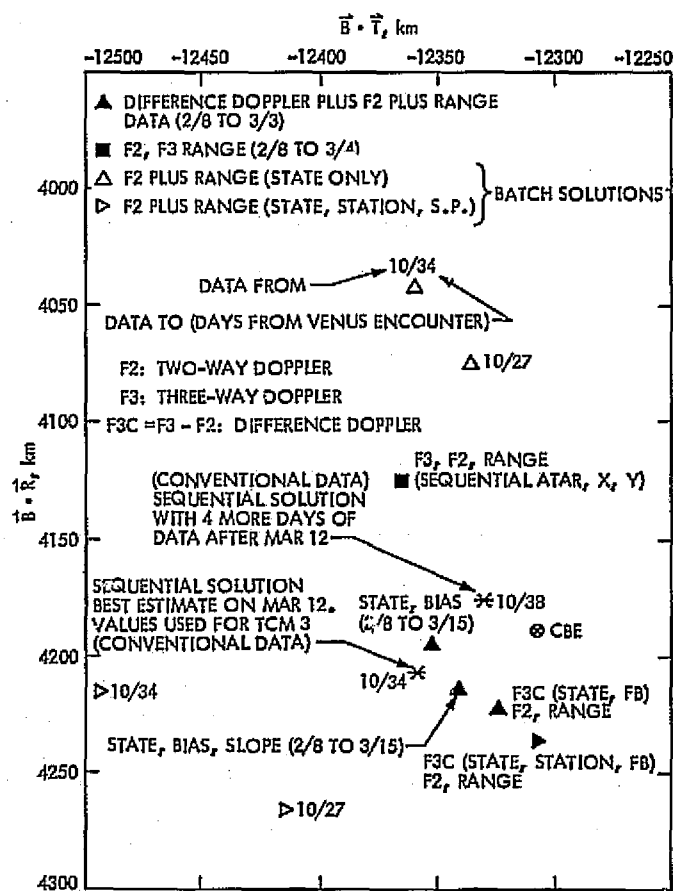 B • T, km
-12500 -12400 -12350 -12300 -12250
▲ DIFFERENCE DOPPLER PLUS F2 PLUS RANGE
DATA (2/8 TO 3/3)
■ F2, F3 RANGE (2/8 TO 3/4)
△ F2 PLUS RANGE (STATE ONLY)
▷ F2 PLUS RANGE (STATE, STATION, S.P.)
BATCH SOLUTIONS
4000
10/34
DATA FROM
4050
DATA TO (DAYS FROM VENUS ENCOUNTER)
10/27
F2: TWO-WAY DOPPLER
F3: THREE-WAY DOPPLER
F3C = F3 - F2: DIFFERENCE DOPPLER
4100
B • R, km
F3, F2, RANGE
(SEQUENTIAL ATAR, X, Y)
(CONVENTIONAL DATA)
SEQUENTIAL SOLUTION
WITH 4 MORE DAYS OF
DATA AFTER MAR 12
4150
SEQUENTIAL SOLUTION
BEST ESTIMATE ON MAR 12.
VALUES USED FOR TCM 3
(CONVENTIONAL DATA)
STATE, BIAS
(2/8 TO 3/15)
10/38
CBE
4200
10/34
10/34
F3C (STATE, FB)
F2, RANGE
STATE, BIAS, SLOPE (2/8 TO 3/15)
F3C (STATE, STATION, FB)
F2, RANGE
4250
10/27
4300